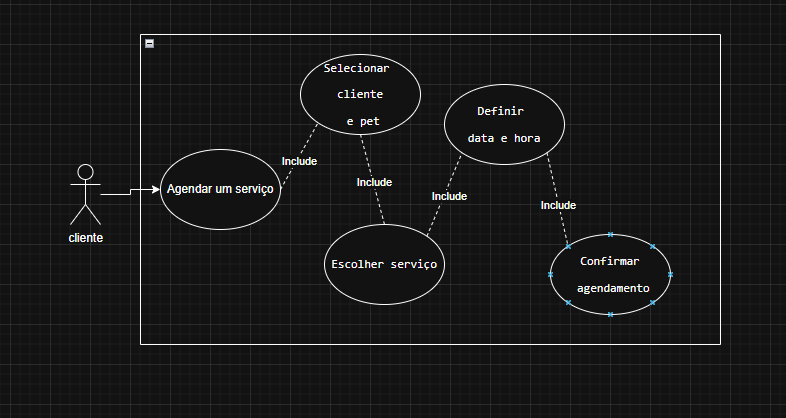 Selecionar
cliente
e pet
Definir
data e hora
Include
Agendar um serviço
Include
Include
Include
cliente
Escolher serviço
Confirmar
agendamento